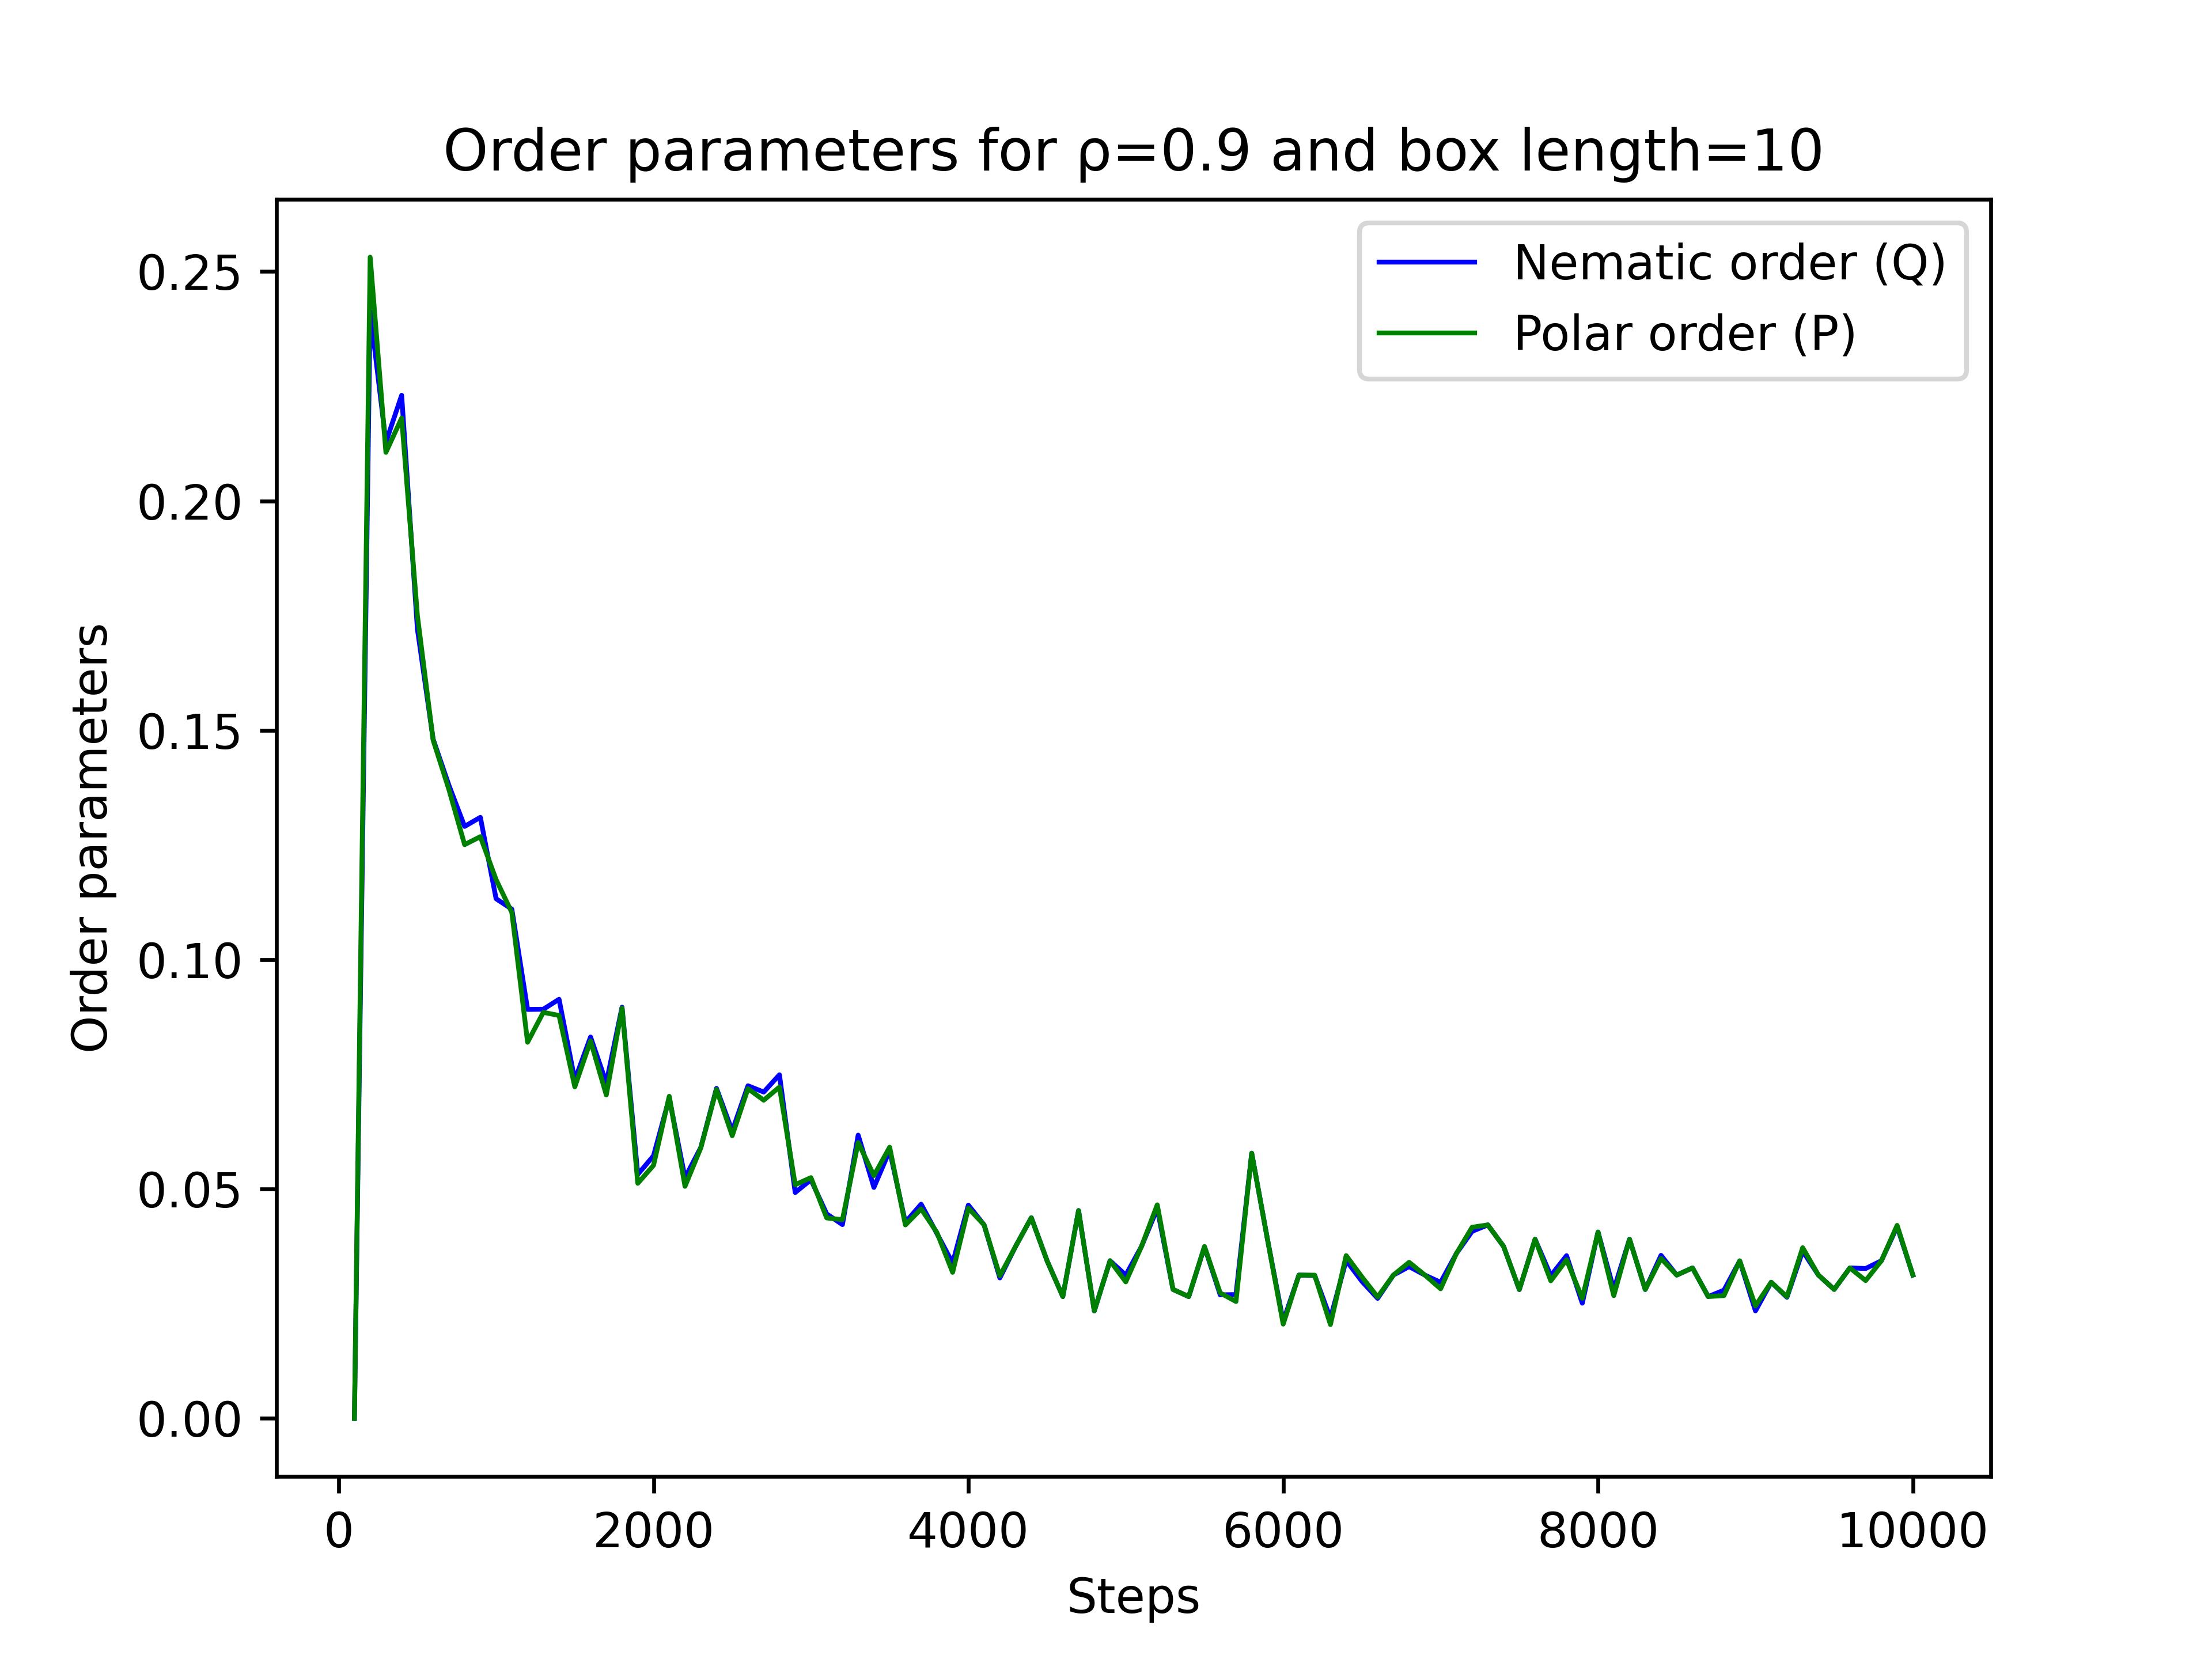 Order parameters for ρ=0.9 and box length=10
Nematic order (Q)
Polar order (P)
Order parameters
0.25
0.20
0.15
0.10
0.05
0.00
0 2000 4000 6000 8000 10000
Steps